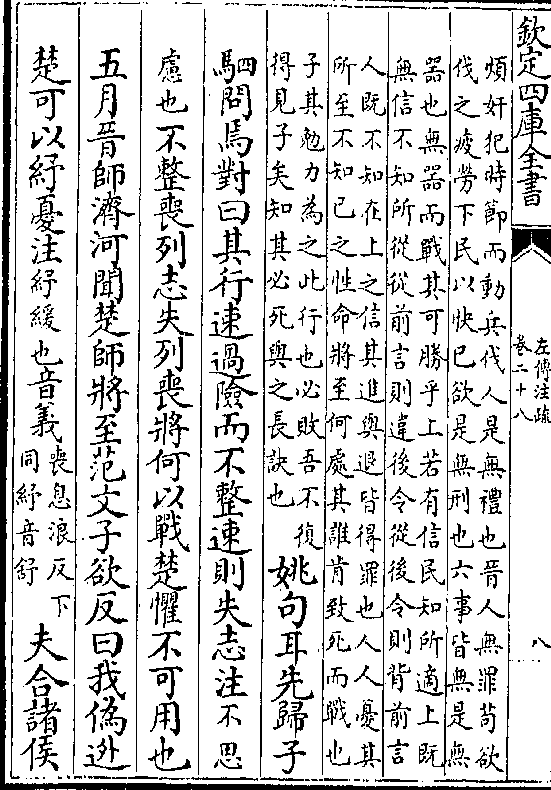 欽定四庫全書
左傳注疏
卷二十八
八
煩奸犯時節而動兵伐人是無禮也晉人無罪苟欲
伐之疲勞下民以快己欲是無刑也六事皆無是無
器也無器而戰其可勝乎上若有信民知所適上既
無信不知所從從前言則違後令從後令則背前言
人既不知在上之信其進與退皆得罪也人人憂其
所至不知己之性命將至何處其誰肯致死而戰也
子其勉力為之此行也必敗吾不復
得見子矣知其必死與之長訣也
姚句耳先歸子
駟問焉對曰其行速過險而不整速則失志注不思
慮也不整喪列志失列喪將何以戰楚懼不可用也
五月晉師濟河聞楚師將至范文子欲反曰我偽逃
楚可以紓憂注紓緩也音義
喪息浪反下
同紓音舒
夫合諸侯